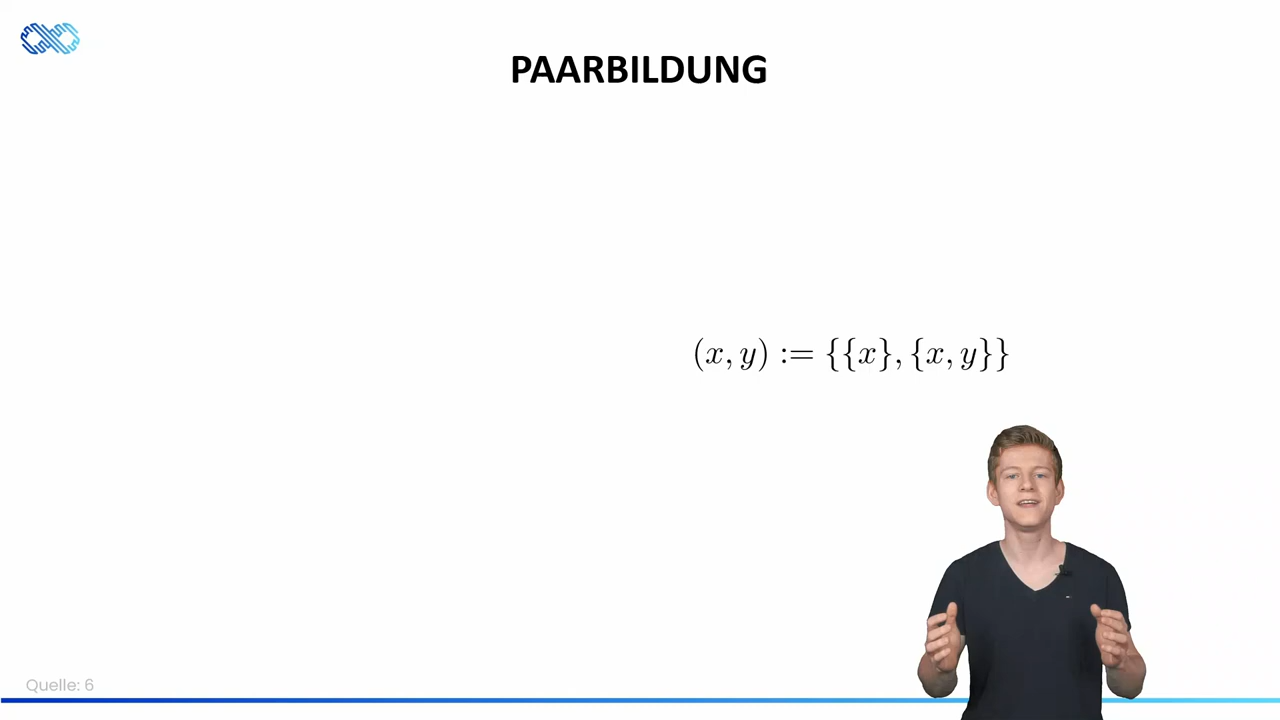 PAARBILDUNG
(x, y) := {{x}, {x, y}}
Quelle: 6